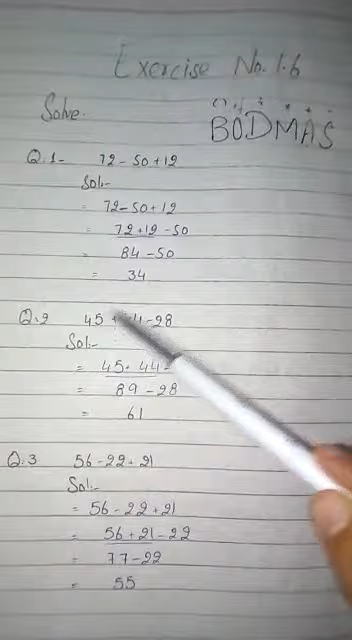 Exercise No. 1.6
Solve.
BODMAS
Q.1- 72-50+12
Sol:-
= 72-50+12
= 72+12-50
= 84-50
= 34
Q.2 45 + 4-28
Sol:-
= 45+44-
= 89-28
= 61
Q.3 56-22+21
Sol:-
= 56-22+21
= 56+21-22
= 77-22
= 55